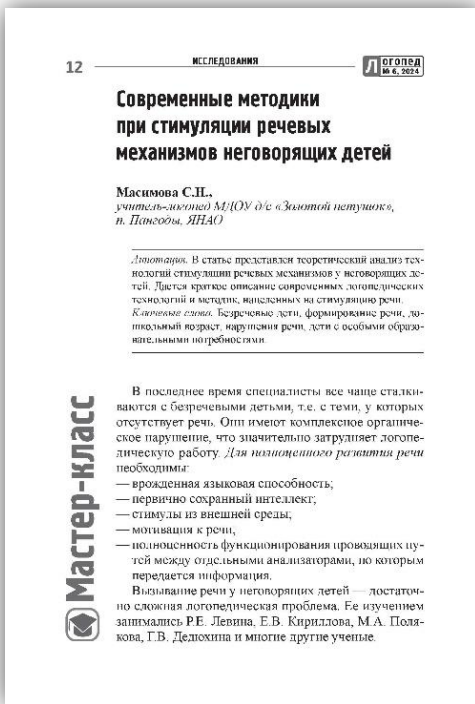 12
ИССЛЕДОВАНИЯ
Логопед
№ 6, 2024
Современные методики
при стимуляции речевых
механизмов неговорящих детей
Масимова С.Н.,
учитель-логопед МДОУ д/с «Золотой петушок»,
п. Пангоды, ЯНАО
Аннотация. В статье представлен теоретический анализ тех-
нологий стимуляции речевых механизмов у неговорящих де-
тей. Дается краткое описание современных логопедических
технологий и методик, нацеленных на стимуляцию речи.
Ключевые слова. Безречевые дети, формирование речи, до-
школьный возраст, нарушения речи, дети с особыми образо-
вательными потребностями.
Мастер-класс
В последнее время специалисты все чаще сталки-
ваются с безречевыми детьми, т.е. с теми, у которых
отсутствует речь. Они имеют комплексное органиче-
ское нарушение, что значительно затрудняет логопе-
дическую работу. Для полноценного развития речи
необходимы:
— врожденная языковая способность;
— первично сохранный интеллект;
— стимулы из внешней среды;
— мотивация к речи;
— полноценность функционирования проводящих пу-
тей между отдельными анализаторами, по которым
передается информация.
Вызывание речи у неговорящих детей — достаточ-
но сложная логопедическая проблема. Ее изучением
занимались Р.Е. Левина, Е.В. Кириллова, М.А. Поля-
кова, Г.В. Дедюхина и многие другие ученые.